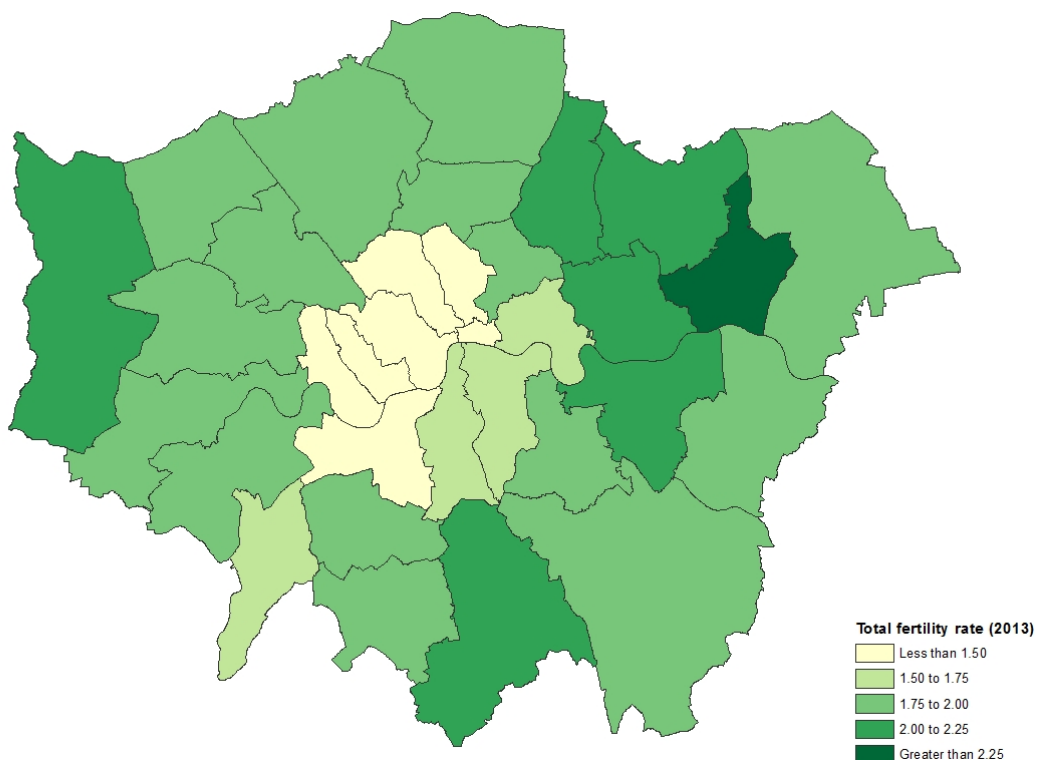 Total fertility rate (2013)
Less than 1.50
1.50 to 1.75
1.75 to 2.00
2.00 to 2.25
Greater than 2.25